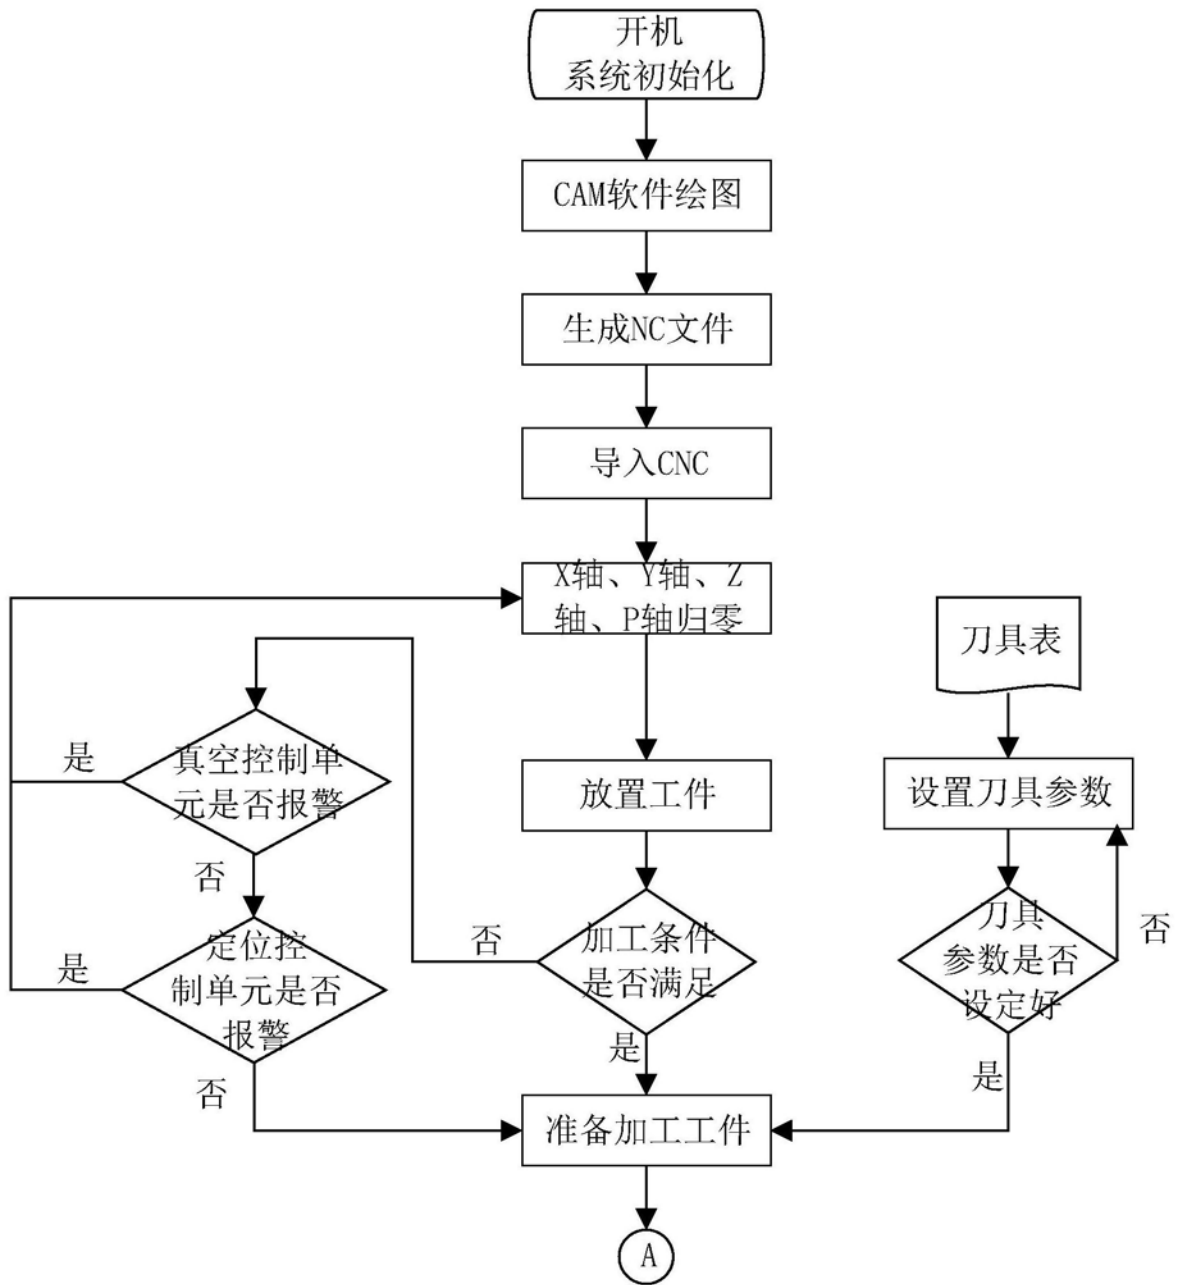 开机
系统初始化
CAM软件绘图
生成NC文件
导入CNC
X轴、Y轴、Z
轴、P轴归零
刀具表
是
真空控制单
元是否报警
放置工件
设置刀具参数
否
是
定位控
制单元是否
报警
否
加工条件
是否满足
刀具
参数是否
设定好
否
否
是
是
准备加工工件
A